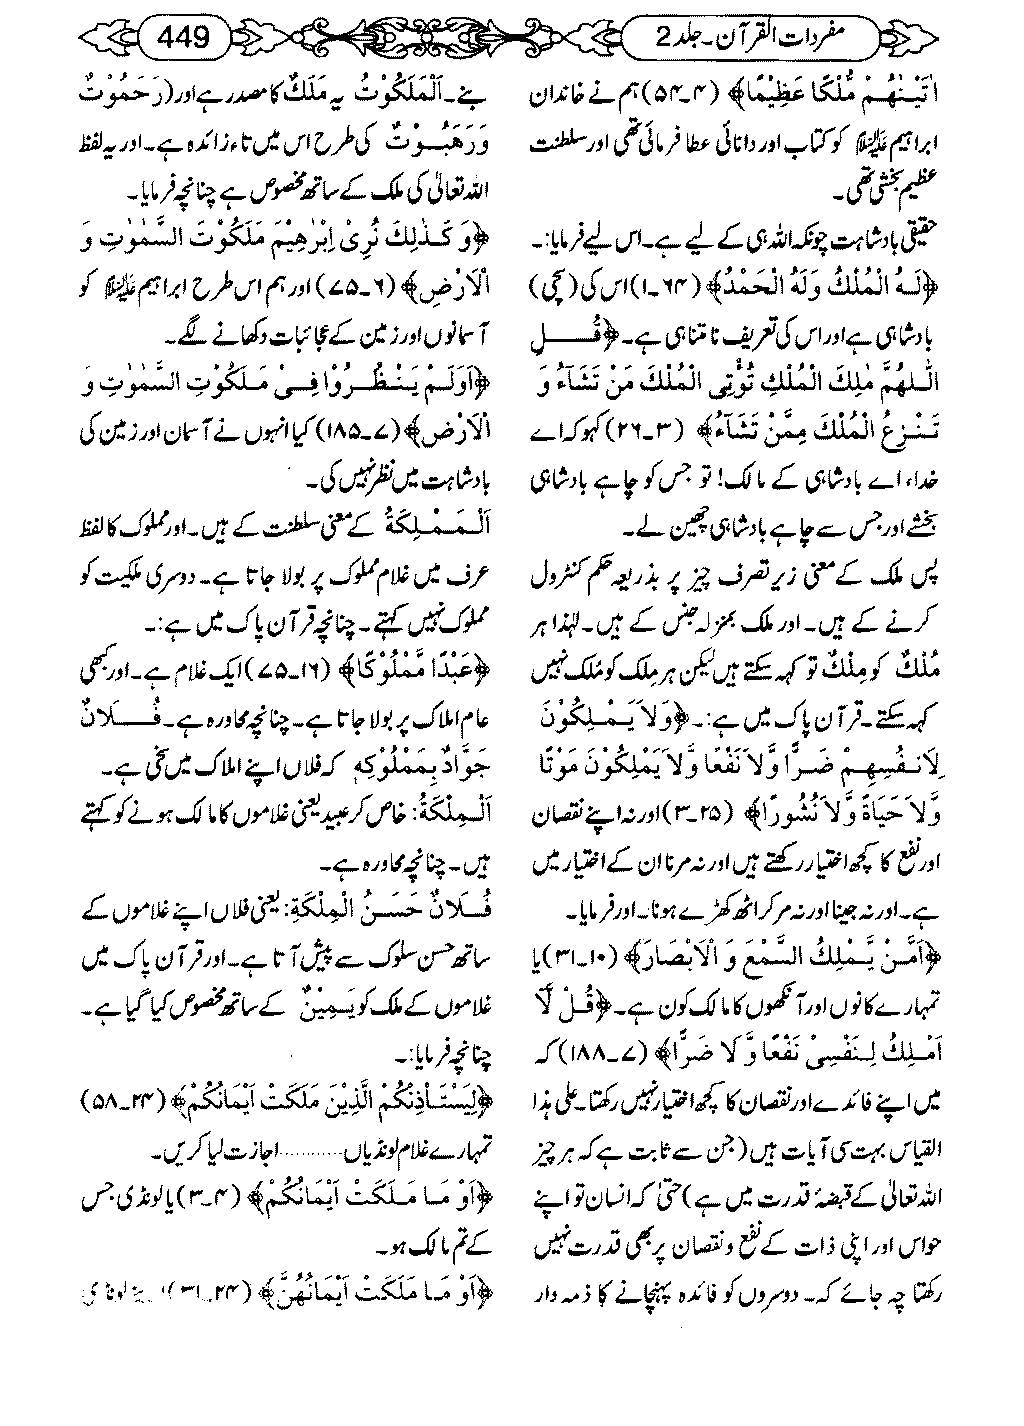 مفردات القرآن۔جلد 2
449
اٰتَیْنٰھُمْ مُّلْکًا عَظِیْمًا﴾ (۴۔۵۴) ہم نے خاندان
ابراہیم علیہ السلام کو کتاب اور دانائی عطا فرمائی تھی اور سلطنت
عظیم بخشی تھی۔
حقیقی بادشاہت چونکہ اللہ ہی کے لیے ہے۔ اس لیے فرمایا:۔
﴿لَہُ الْمُلْکُ وَلَہُ الْحَمْدُ﴾ (۶۴۔۱) اس کی (سچی)
بادشاہی ہے اور اس کی تعریف نا متناہی ہے۔ ﴿قُــــلِ
اللّٰھُمَّ مٰلِکَ الْمُلْکِ تُؤْتِی الْمُلْکَ مَنْ تَشَآءُ وَ
تَنْزِعُ الْمُلْکَ مِمَّنْ تَشَآءُ﴾ (۳۔۲۶) کہو کہ اے
خدا، اے بادشاہی کے مالک! تو جس کو چاہے بادشاہی
بخشے اور جس سے چاہے بادشاہی چھین لے۔
پس ملک کے معنی زیر تصرف چیز پر بذریعہ حکم کنٹرول
کرنے کے ہیں۔ اور ملک بمنزلہ جنس کے ہیں۔ لہٰذا ہر
مُلْکٌ کو مِلْکٌ تو کہہ سکتے ہیں لیکن ہر مِلک کو مُلک نہیں
کہہ سکتے۔ قرآن پاک میں ہے:۔ ﴿وَلَا یَمْلِکُوْنَ
لِاَنْفُسِھِمْ ضَرًّا وَّلَا نَفْعًا وَّلَا یَمْلِکُوْنَ مَوْتًا
وَّلَا حَیَاۃً وَّلَا نُشُورًا﴾ (۲۵۔۳) اور نہ اپنے نقصان
اور نفع کا کچھ اختیار رکھتے ہیں اور نہ مرنا ان کے اختیار میں
ہے۔ اور نہ جینا اور نہ مر کر اٹھ کھڑے ہونا۔ اور فرمایا۔
﴿اَمَّنْ یَّمْلِکُ السَّمْعَ وَ الْاَبْصَارَ﴾ (۱۰۔۳۱) یا
تمہارے کانوں اور آنکھوں کا مالک کون ہے۔ ﴿قُلْ لَّا
اَمْلِکُ لِنَفْسِیْ نَفْعًا وَّلَا ضَرًّا﴾ (۷۔۱۸۸) کہ
میں اپنے فائدے اور نقصان کا کچھ اختیار نہیں رکھتا۔ علی ہذا
القیاس بہت سی آیات ہیں (جن سے ثابت ہے کہ ہر چیز
اللہ تعالیٰ کے قبضۂ قدرت میں ہے) حتیٰ کہ انسان تو اپنے
حواس اور اپنی ذات کے نفع و نقصان پر بھی قدرت نہیں
رکھتا چہ جائے کہ۔ دوسروں کو فائدہ پہنچانے کا ذمہ دار
بنے۔ اَلْمَلَکُوْتُ یہ مَلَکٌ کا مصدر ہے اور (رَحَمُوْتٌ
وَرَھَبُــوْتٌ کی طرح اس میں تاء زائدہ ہے۔ اور یہ لفظ
اللہ تعالیٰ کی ملک کے ساتھ مخصوص ہے چنانچہ فرمایا۔
﴿وَ کَذٰلِکَ نُرِیْ اِبْرٰھِیْمَ مَلَکُوْتَ السَّمٰوٰتِ وَ
الْاَرْضِ﴾ (۶۔۷۵) اور ہم اس طرح ابراہیم علیہ السلام کو
آسمانوں اور زمین کے عجائبات دکھانے لگے۔
﴿اَوَلَمْ یَنْظُرُوْا فِیْ مَلَکُوْتِ السَّمٰوٰتِ وَ
الْاَرْضِ﴾ (۷۔۱۸۵) کیا انہوں نے آسمان اور زمین کی
بادشاہت میں نظر نہیں کی۔
اَلْمَمْلِکَۃُ کے معنی سلطنت کے ہیں۔ اور مملوک کا لفظ
عرف میں غلام مملوک پر بولا جاتا ہے۔ دوسری ملکیت کو
مملوک نہیں کہتے۔ چنانچہ قرآن پاک میں ہے:۔
﴿عَبْدًا مَّمْلُوْکًا﴾ (۱۶۔۷۵) ایک غلام ہے۔ اور کبھی
عام املاک پر بولا جاتا ہے۔ چنانچہ محاورہ ہے۔ فُــلَانٌ
جَوَّادٌ بِمَمْلُوْکِہٖ کہ فلاں اپنے املاک میں سخی ہے۔
اَلْمِلْکَۃُ: خاص کر عبید یعنی غلاموں کا مالک ہونے کو کہتے
ہیں۔ چنانچہ محاورہ ہے۔
فُــلَانٌ حَسَنُ الْمِلْکَۃِ: یعنی فلاں اپنے غلاموں کے
ساتھ حسن سلوک سے پیش آتا ہے۔ اور قرآن پاک میں
غلاموں کے ملک کو یَمِیْنٌ کے ساتھ مخصوص کیا گیا ہے۔
چنانچہ فرمایا:۔
﴿لِیَسْتَـاْذِنْکُمُ الَّذِیْنَ مَلَکَتْ اَیْمَانُکُمْ﴾ (۲۴۔۵۸)
تمہارے غلام لونڈیاں ............ اجازت لیا کریں۔
﴿اَوْ مَـا مَلَکَتْ اَیْمَانُکُمْ﴾ (۴۔۳) یا لونڈی جس
کے تم مالک ہو۔
﴿اَوْ مَـا مَلَکَتْ اَیْمَانُھُنَّ﴾ (۲۴۔۳۱)